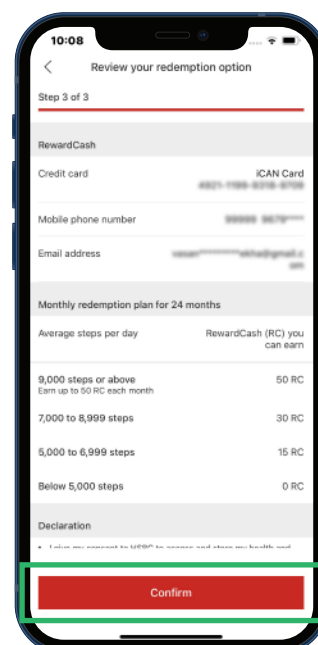 10:08
Review your redemption option
Step 3 of 3
RewardCash
Credit card
iCAN Card
Mobile phone number
Email address
Monthly redemption plan for 24 months
Average steps per day
RewardCash (RC) you
can earn
9,000 steps or above
50 RC
Earn up to 50 RC each month
7,000 to 8,999 steps
30 RC
5,000 to 6,999 steps
15 RC
Below 5,000 steps
0 RC
Declaration
Confirm